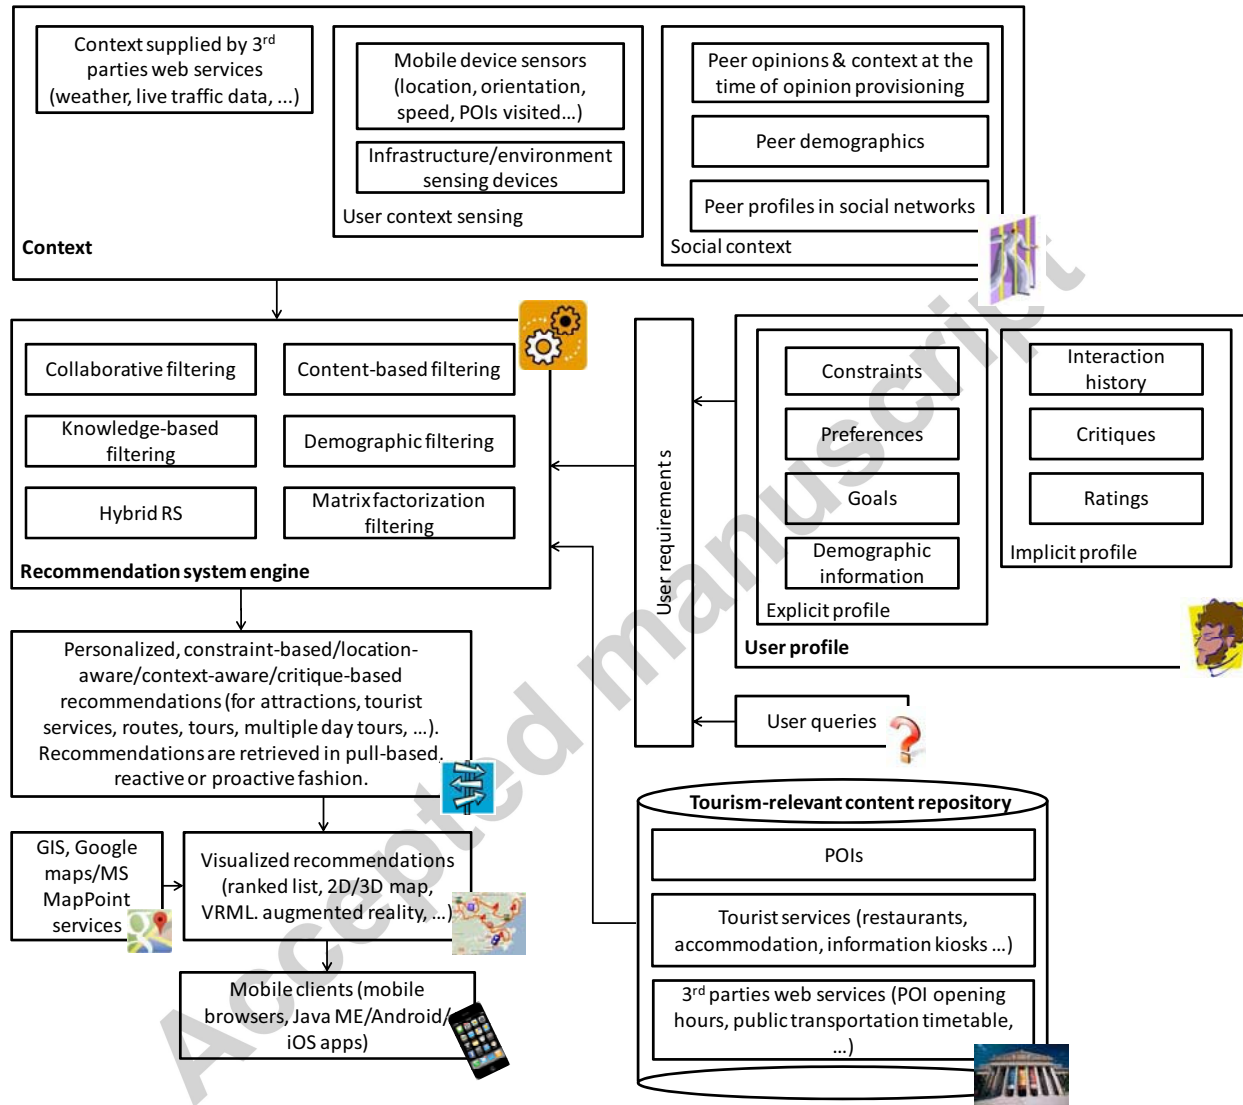 Context supplied by 3rd
parties web services
(weather, live traffic data, ...)
Mobile device sensors
(location, orientation,
speed, POIs visited...)
Infrastructure/environment
sensing devices
User context sensing
Peer opinions & context at the
time of opinion provisioning
Peer demographics
Peer profiles in social networks
Social context
Context
Collaborative filtering
Content-based filtering
Knowledge-based
filtering
Demographic filtering
Hybrid RS
Matrix factorization
filtering
Recommendation system engine
User requirements
Constraints
Preferences
Goals
Demographic
information
Explicit profile
Interaction
history
Critiques
Ratings
Implicit profile
User profile
User queries
Personalized, constraint-based/location-
aware/context-aware/critique-based
recommendations (for attractions, tourist
services, routes, tours, multiple day tours, ...).
Recommendations are retrieved in pull-based,
reactive or proactive fashion.
GIS, Google
maps/MS
MapPoint
services
Visualized recommendations
(ranked list, 2D/3D map,
VRML. augmented reality, ...)
Mobile clients (mobile
browsers, Java ME/Android/
iOS apps)
Tourism-relevant content repository
POIs
Tourist services (restaurants,
accommodation, information kiosks ...)
3rd parties web services (POI opening
hours, public transportation timetable,
...)
Accepted manuscript